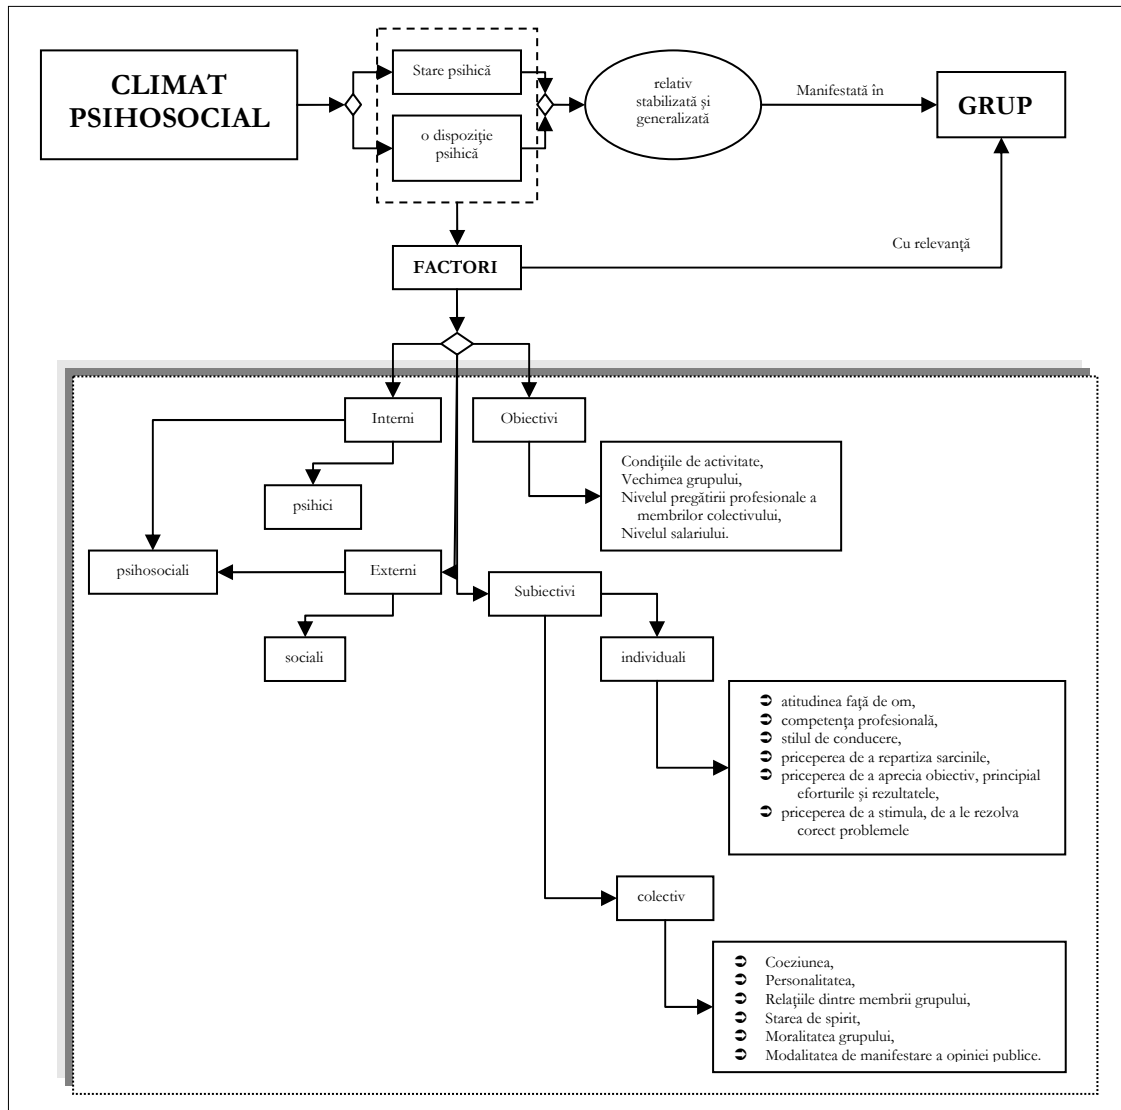 CLIMAT
PSIHOSOCIAL
Stare psihică
o dispoziţie
psihică
relativ
stabilizată şi
generalizată
Manifestată în
GRUP
Cu relevanţă
FACTORI
Interni
Obiectivi
Condiţiile de activitate,
Vechimea grupului,
Nivelul pregătirii profesionale a
membrilor colectivului,
Nivelul salariului.
psihici
psihosociali
Externi
Subiectivi
sociali
individuali
➲ atitudinea faţă de om,
➲ competenţa profesională,
➲ stilul de conducere,
➲ priceperea de a repartiza sarcinile,
➲ priceperea de a aprecia obiectiv, principial
eforturile şi rezultatele,
➲ priceperea de a stimula, de a le rezolva
corect problemele
colectiv
➲ Coeziunea,
➲ Personalitatea,
➲ Relaţiile dintre membrii grupului,
➲ Starea de spirit,
➲ Moralitatea grupului,
➲ Modalitatea de manifestare a opiniei publice.